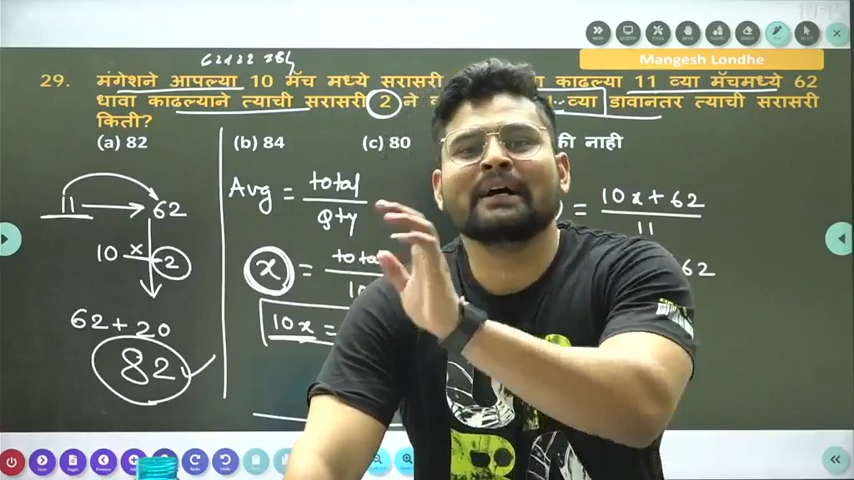 Mangesh Londhe
29. मंगेशने आपल्या 10 मॅच मध्ये सरासरी काढल्या 11 व्या मॅचमध्ये 62
धावा काढल्याने त्याची सरासरी 2 ने व्या डावानंतर त्याची सरासरी
किती?
(a) 82 (b) 84 (c) 80 की नाही
11 → 62
10 x 2
62 + 20
82
Avg = total / Qty
x =
10x =
= 10x + 62 / 11
62